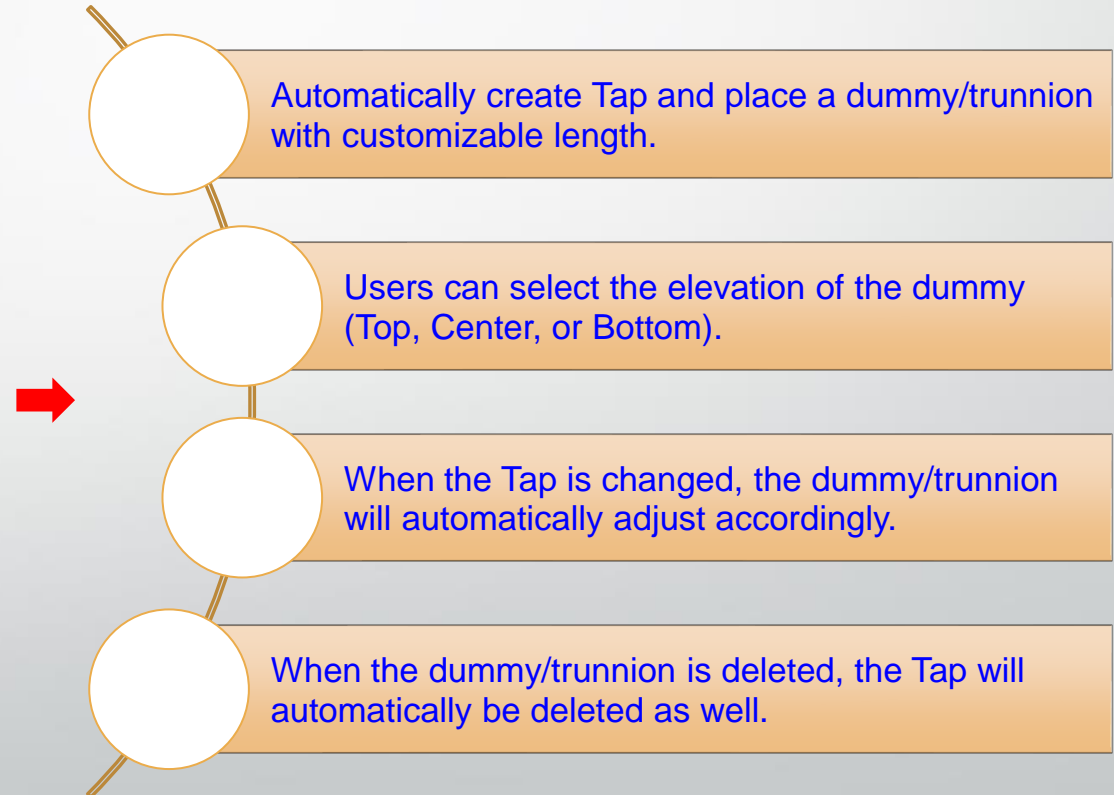 Automatically create Tap and place a dummy/trunnion
with customizable length.
Users can select the elevation of the dummy
(Top, Center, or Bottom).
When the Tap is changed, the dummy/trunnion
will automatically adjust accordingly.
When the dummy/trunnion is deleted, the Tap will
automatically be deleted as well.